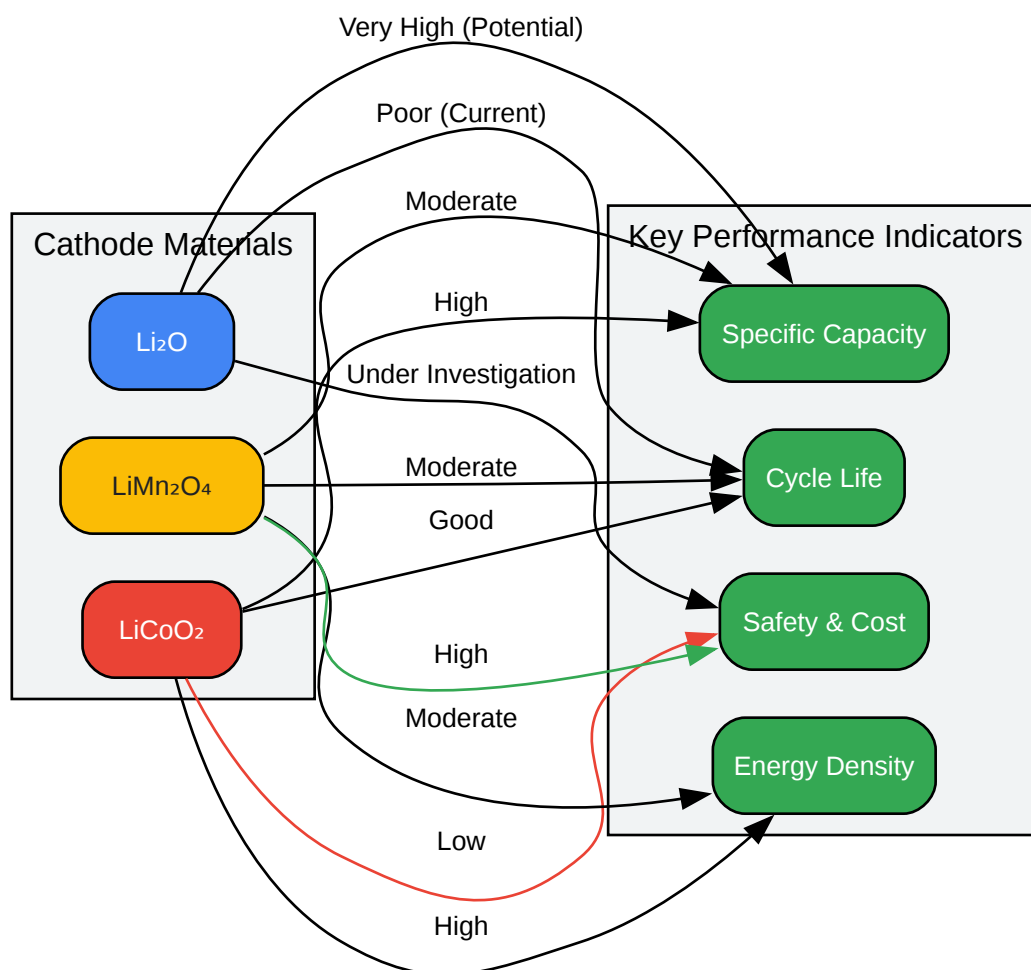 Very High (Potential)
Poor (Current)
Moderate
Cathode Materials
Key Performance Indicators
High
Li₂O
Specific Capacity
Under Investigation
Moderate
LiMn₂O₄
Cycle Life
Good
LiCoO₂
Safety & Cost
High
Moderate
Energy Density
Low
High